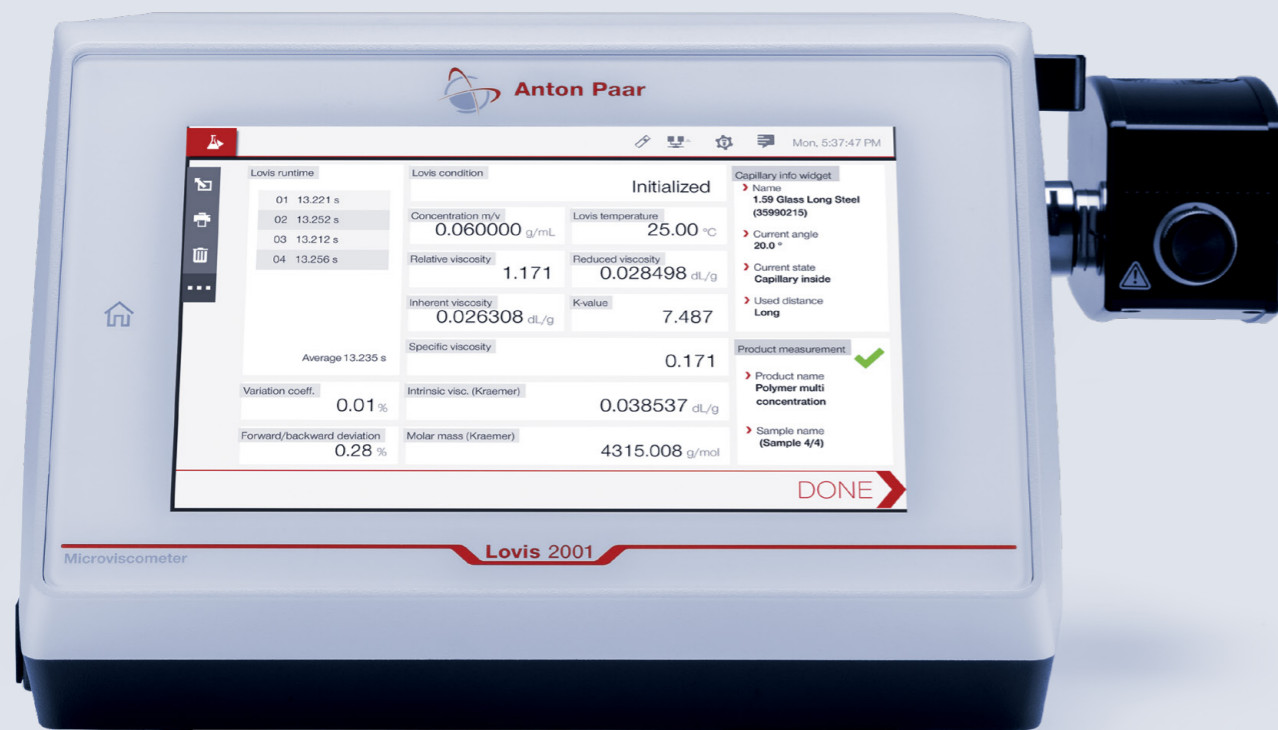 Anton Paar
Mon, 5:37:47 PM
Lovis runtime
01 13.221 s
02 13.252 s
03 13.212 s
04 13.256 s
Average 13.235 s
Variation coeff.
0.01 %
Forward/backward deviation
0.28 %
Lovis condition
Initialized
Concentration m/v
0.060000 g/mL
Lovis temperature
25.00 °C
Relative viscosity
1.171
Reduced viscosity
0.028498 dL/g
Inherent viscosity
0.026308 dL/g
K-value
7.487
Specific viscosity
0.171
Intrinsic visc. (Kraemer)
0.038537 dL/g
Molar mass (Kraemer)
4315.008 g/mol
Capillary info widget
Name
1.59 Glass Long Steel
(35990215)
Current angle
20.0 °
Current state
Capillary inside
Used distance
Long
Product measurement
Product name
Polymer multi
concentration
Sample name
(Sample 4/4)
DONE
Microviscometer
Lovis 2001